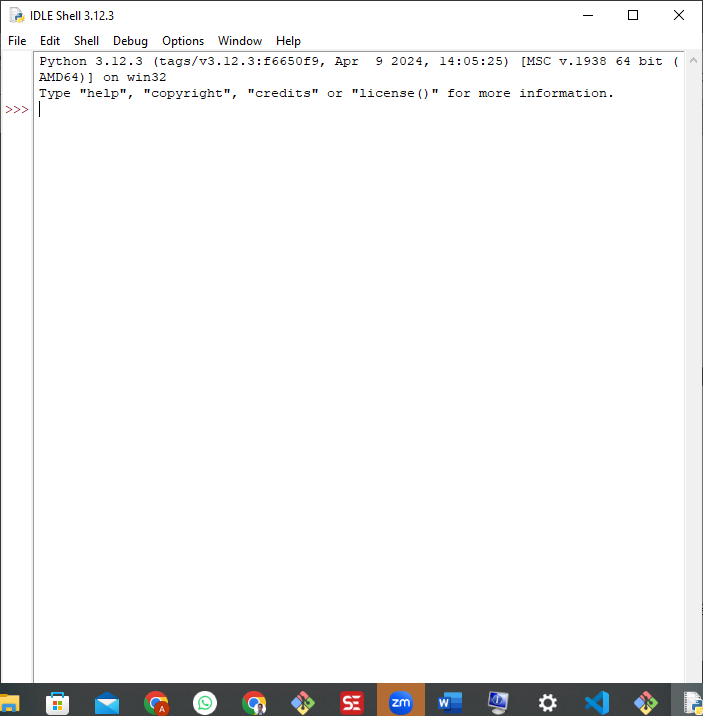 IDLE Shell 3.12.3
File Edit Shell Debug Options Window Help
Python 3.12.3 (tags/v3.12.3:f6650f9, Apr  9 2024, 14:05:25) [MSC v.1938 64 bit (
AMD64)] on win32
Type "help", "copyright", "credits" or "license()" for more information.
>>>
A SE zm W